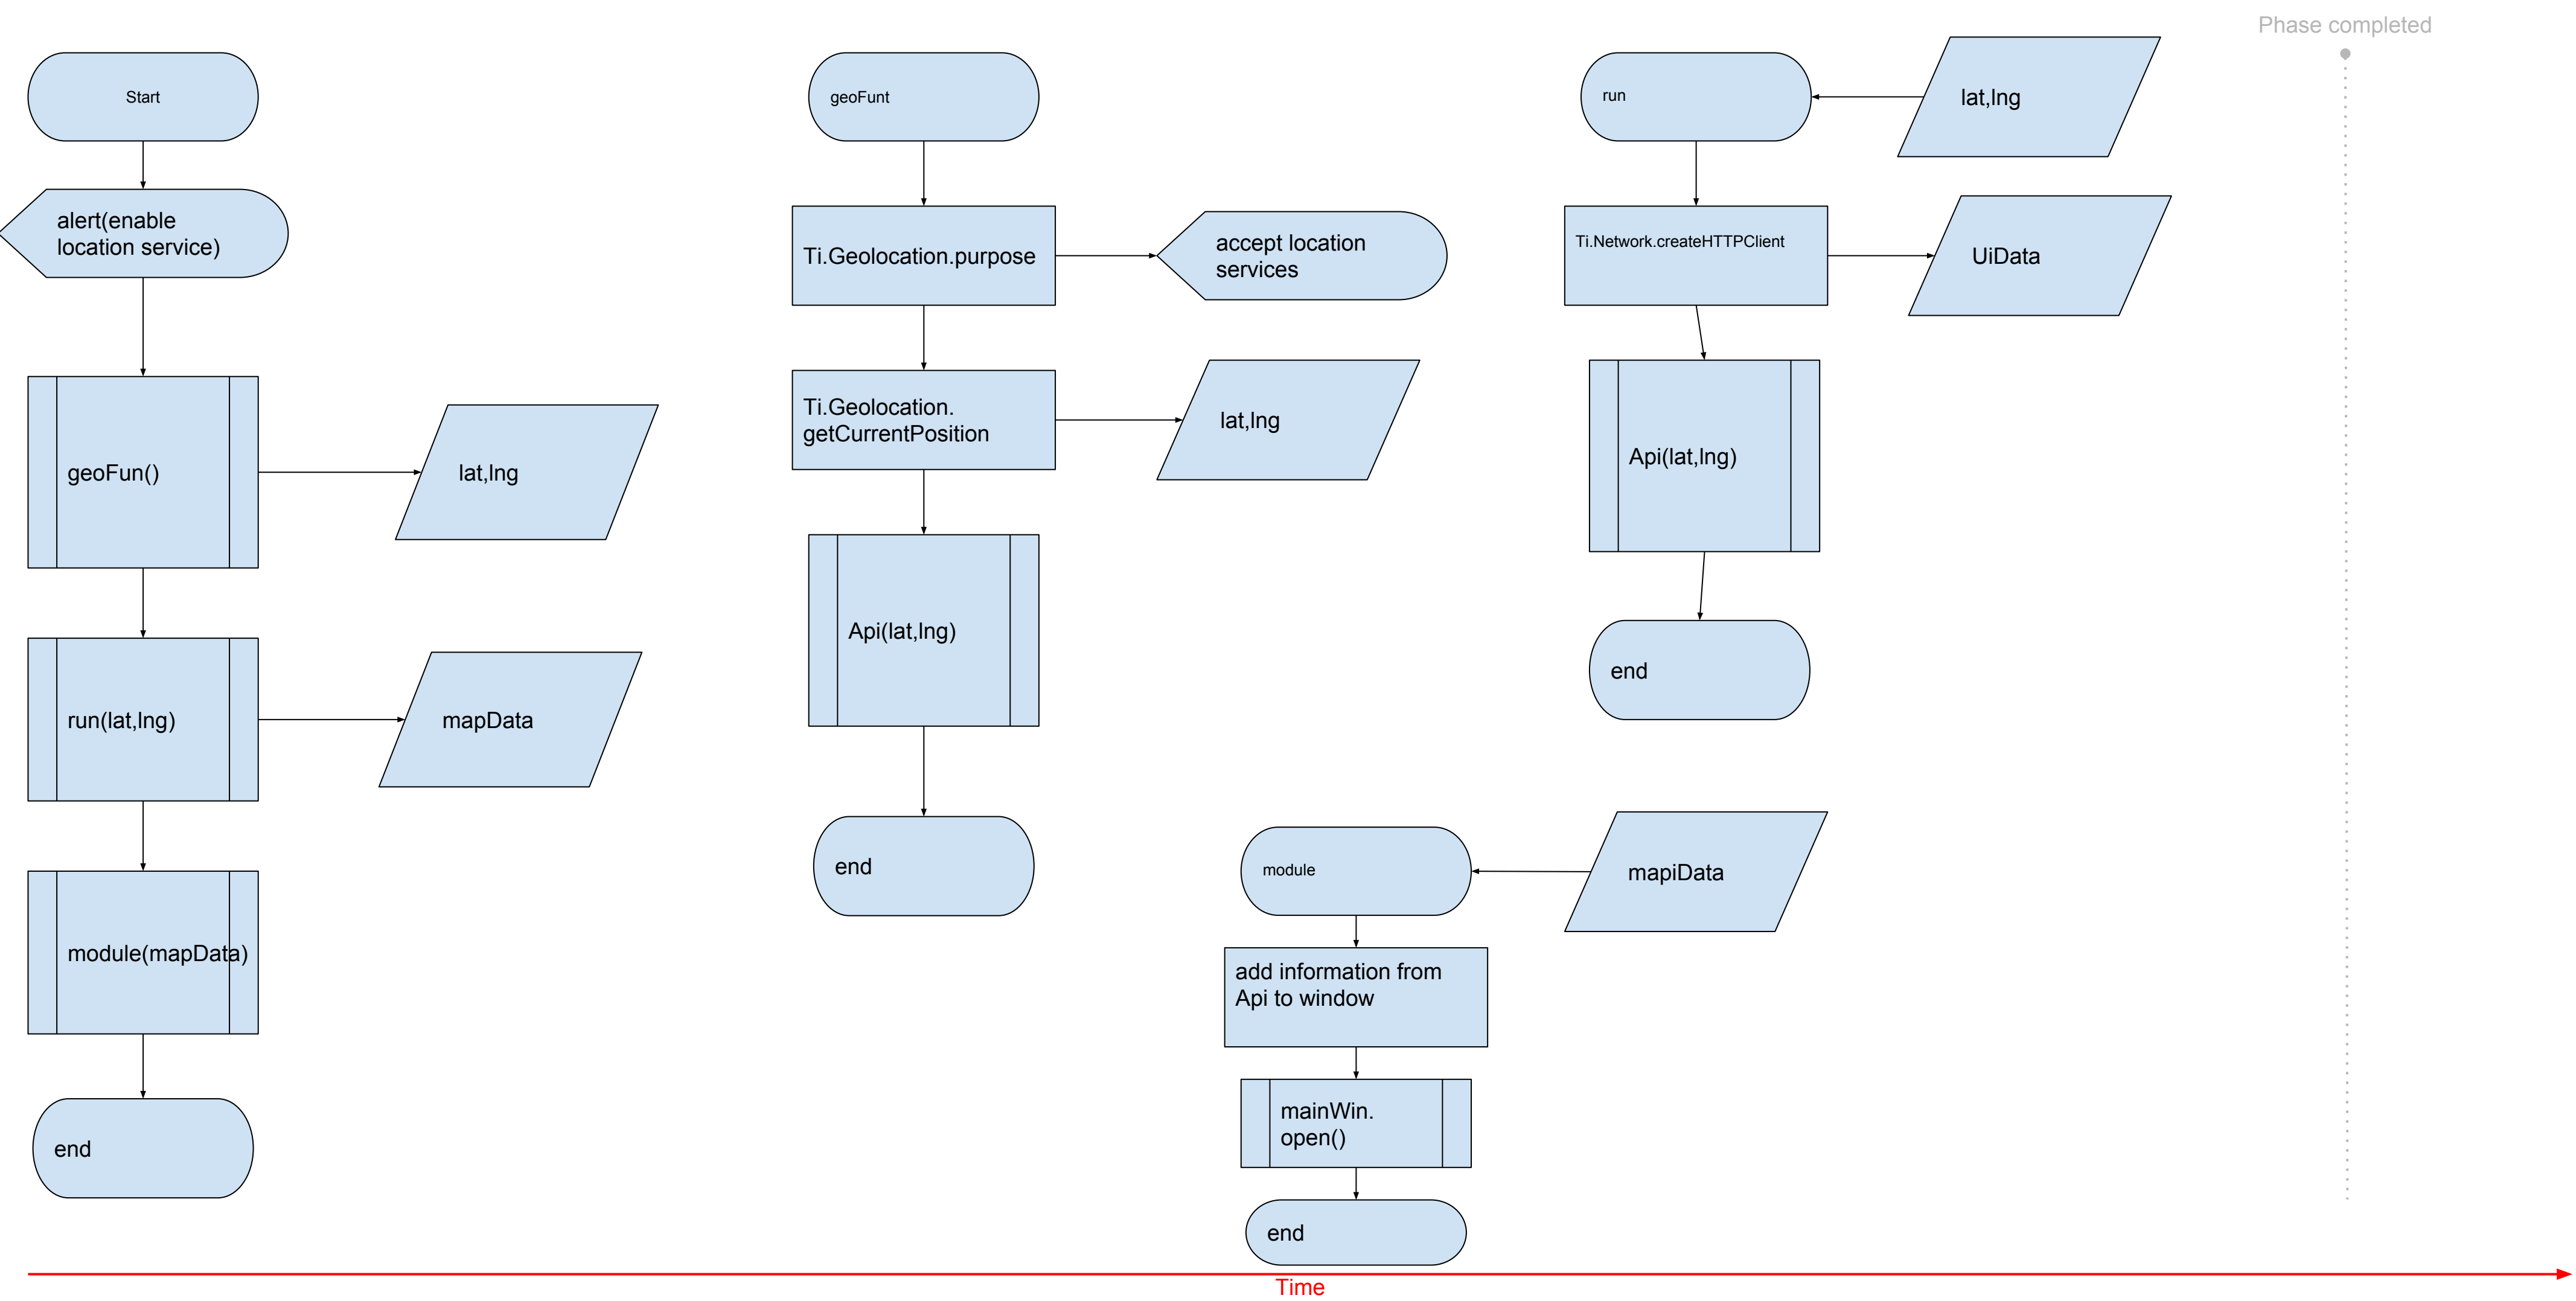 Phase completed
Start
alert(enable
location service)
geoFun()
lat,lng
run(lat,lng)
mapData
module(mapData)
end
geoFunt
Ti.Geolocation.purpose
accept location
services
Ti.Geolocation.
getCurrentPosition
lat,lng
Api(lat,lng)
end
run
lat,lng
Ti.Network.createHTTPClient
UiData
Api(lat,lng)
end
module
mapiData
add information from
Api to window
mainWin.
open()
end
Time